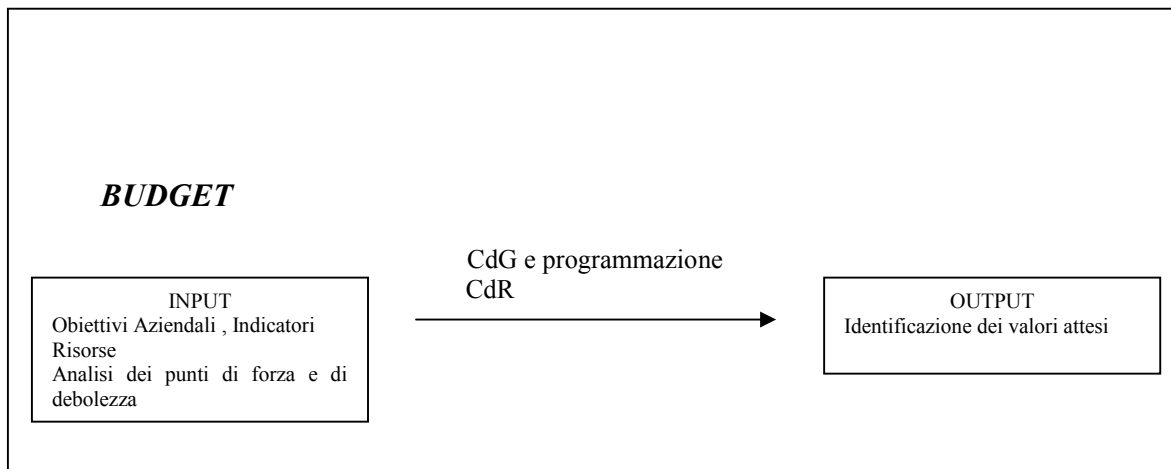 BUDGET
CdG e programmazione
CdR
INPUT
Obiettivi Aziendali , Indicatori
Risorse
Analisi dei punti di forza e di
debolezza
OUTPUT
Identificazione dei valori attesi